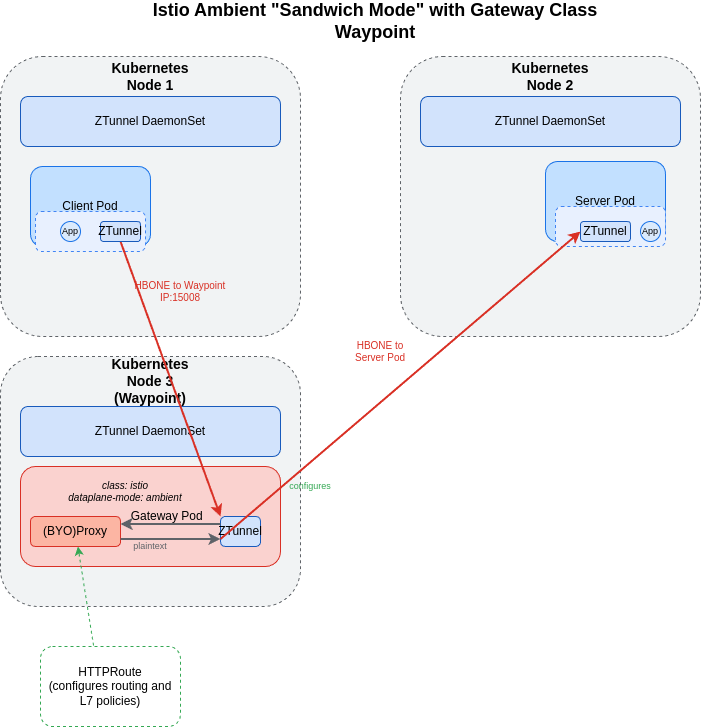 Istio Ambient "Sandwich Mode" with Gateway Class
Waypoint
Kubernetes
Node 1
ZTunnel DaemonSet
Client Pod
App
ZTunnel
HBONE to Waypoint
IP:15008
Kubernetes
Node 2
ZTunnel DaemonSet
Server Pod
ZTunnel
App
HBONE to
Server Pod
Kubernetes
Node 3
(Waypoint)
ZTunnel DaemonSet
class: istio
dataplane-mode: ambient
Gateway Pod
(BYO)Proxy
plaintext
ZTunnel
configures
HTTPRoute
(configures routing and
L7 policies)